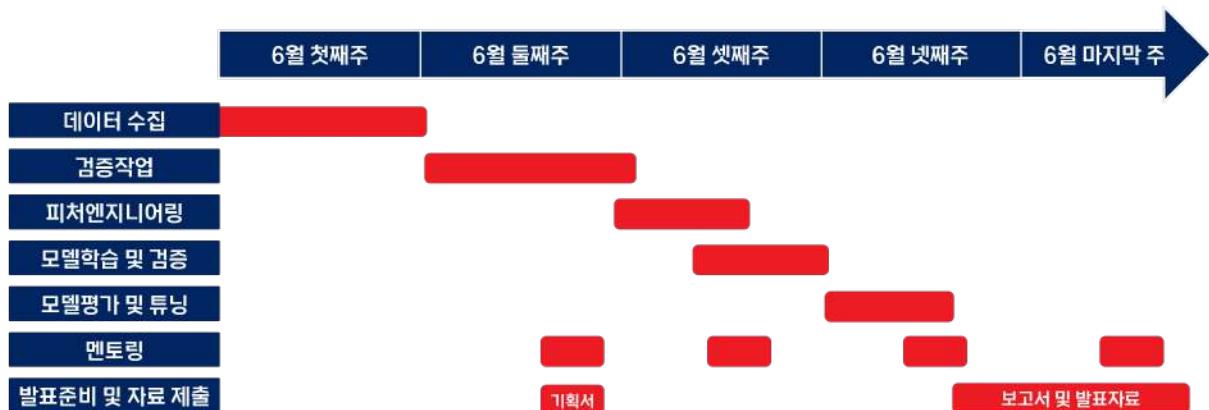 6월 첫째주 6월 둘째주 6월 셋째주 6월 넷째주 6월 마지막 주
데이터 수집
검증작업
피처엔지니어링
모델학습 및 검증
모델평가 및 튜닝
멘토링
발표준비 및 자료 제출 기획서 보고서 및 발표자료